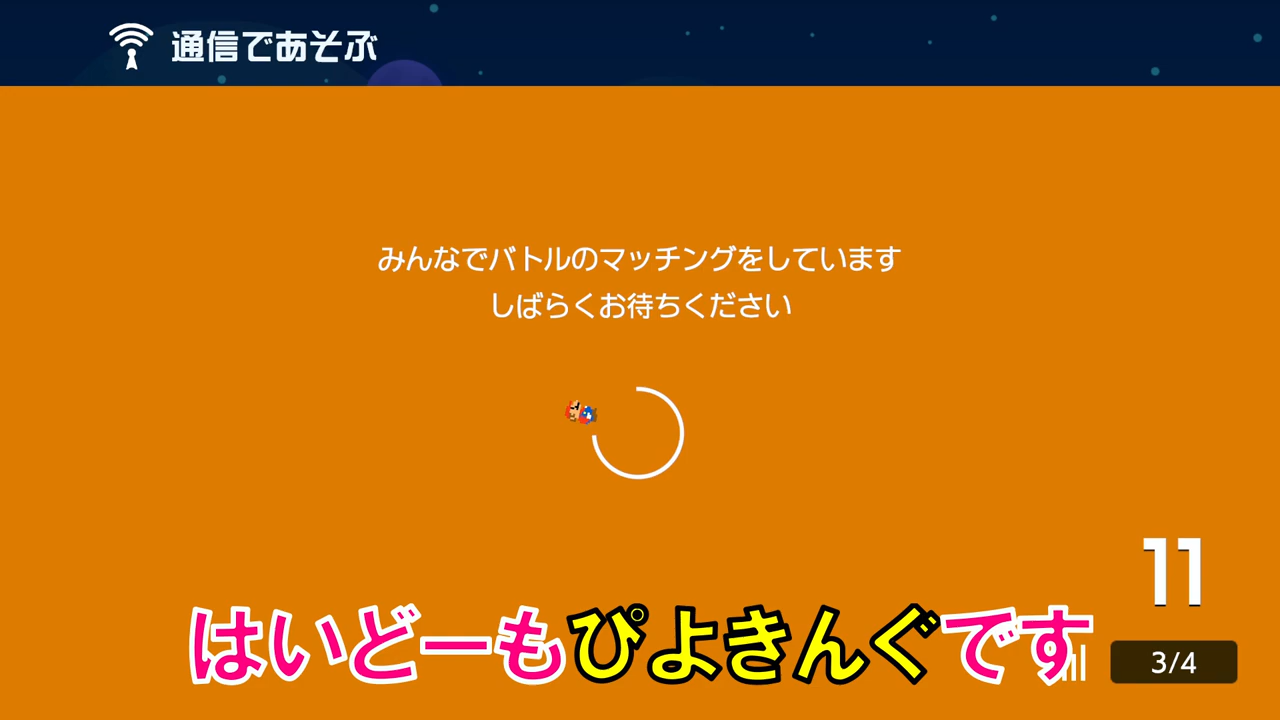 通信であそぶ
みんなでバトルのマッチングをしています
しばらくお待ちください
11
はいどーもぴよきんぐです
3/4